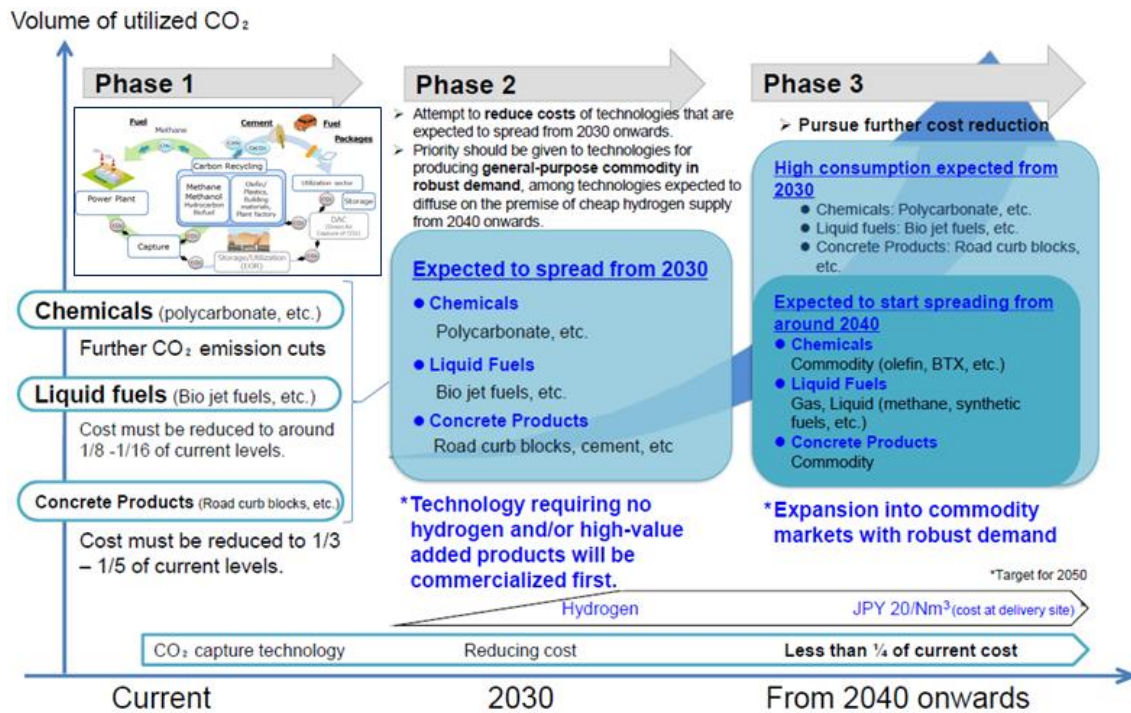 Volume of utilized CO₂
Phase 1
Fuel
Methane
Cement
Fuel
Packages
Carbon Recycling
Methane
Methanol
Hydrocarbon
Biofuel
Olefin/
Plastics,
Building
materials,
Plant factory
Utilization sector
Storage
Power Plant
DAC
(Direct Air
Capture of CO2)
Capture
Storage/Utilization
(EOR)
Chemicals (polycarbonate, etc.)
Further CO₂ emission cuts
Liquid fuels (Bio jet fuels, etc.)
Cost must be reduced to around
1/8 -1/16 of current levels.
Concrete Products (Road curb blocks, etc.)
Cost must be reduced to 1/3
– 1/5 of current levels.
Phase 2
➢ Attempt to reduce costs of technologies that are
expected to spread from 2030 onwards.
➢ Priority should be given to technologies for
producing general-purpose commodity in
robust demand, among technologies expected to
diffuse on the premise of cheap hydrogen supply
from 2040 onwards.
Expected to spread from 2030
● Chemicals
Polycarbonate, etc.
● Liquid Fuels
Bio jet fuels, etc.
● Concrete Products
Road curb blocks, cement, etc
*Technology requiring no
hydrogen and/or high-value
added products will be
commercialized first.
Phase 3
➢ Pursue further cost reduction
High consumption expected from
2030
● Chemicals: Polycarbonate, etc.
● Liquid fuels: Bio jet fuels, etc.
● Concrete Products: Road curb blocks,
etc.
Expected to start spreading from
around 2040
● Chemicals
Commodity (olefin, BTX, etc.)
● Liquid Fuels
Gas, Liquid (methane, synthetic
fuels, etc.)
● Concrete Products
Commodity
*Expansion into commodity
markets with robust demand
*Target for 2050
Hydrogen
JPY 20/Nm³ (cost at delivery site)
*
CO₂ capture technology
Reducing cost
Less than ¼ of current cost
Current
2030
From 2040 onwards